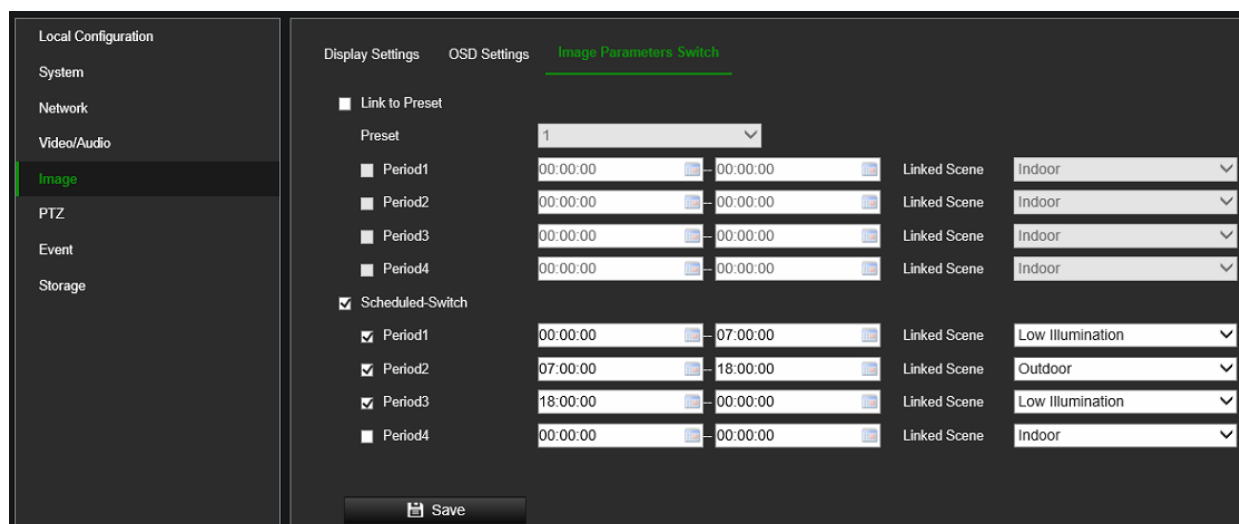 Local Configuration
System
Network
Video/Audio
Image
PTZ
Event
Storage
Display Settings OSD Settings Image Parameters Switch
Link to Preset
Preset 1
Period1 00:00:00 -- 00:00:00 Linked Scene Indoor
Period2 00:00:00 -- 00:00:00 Linked Scene Indoor
Period3 00:00:00 -- 00:00:00 Linked Scene Indoor
Period4 00:00:00 -- 00:00:00 Linked Scene Indoor
Scheduled-Switch
Period1 00:00:00 -- 07:00:00 Linked Scene Low Illumination
Period2 07:00:00 -- 18:00:00 Linked Scene Outdoor
Period3 18:00:00 -- 00:00:00 Linked Scene Low Illumination
Period4 00:00:00 -- 00:00:00 Linked Scene Indoor
Save